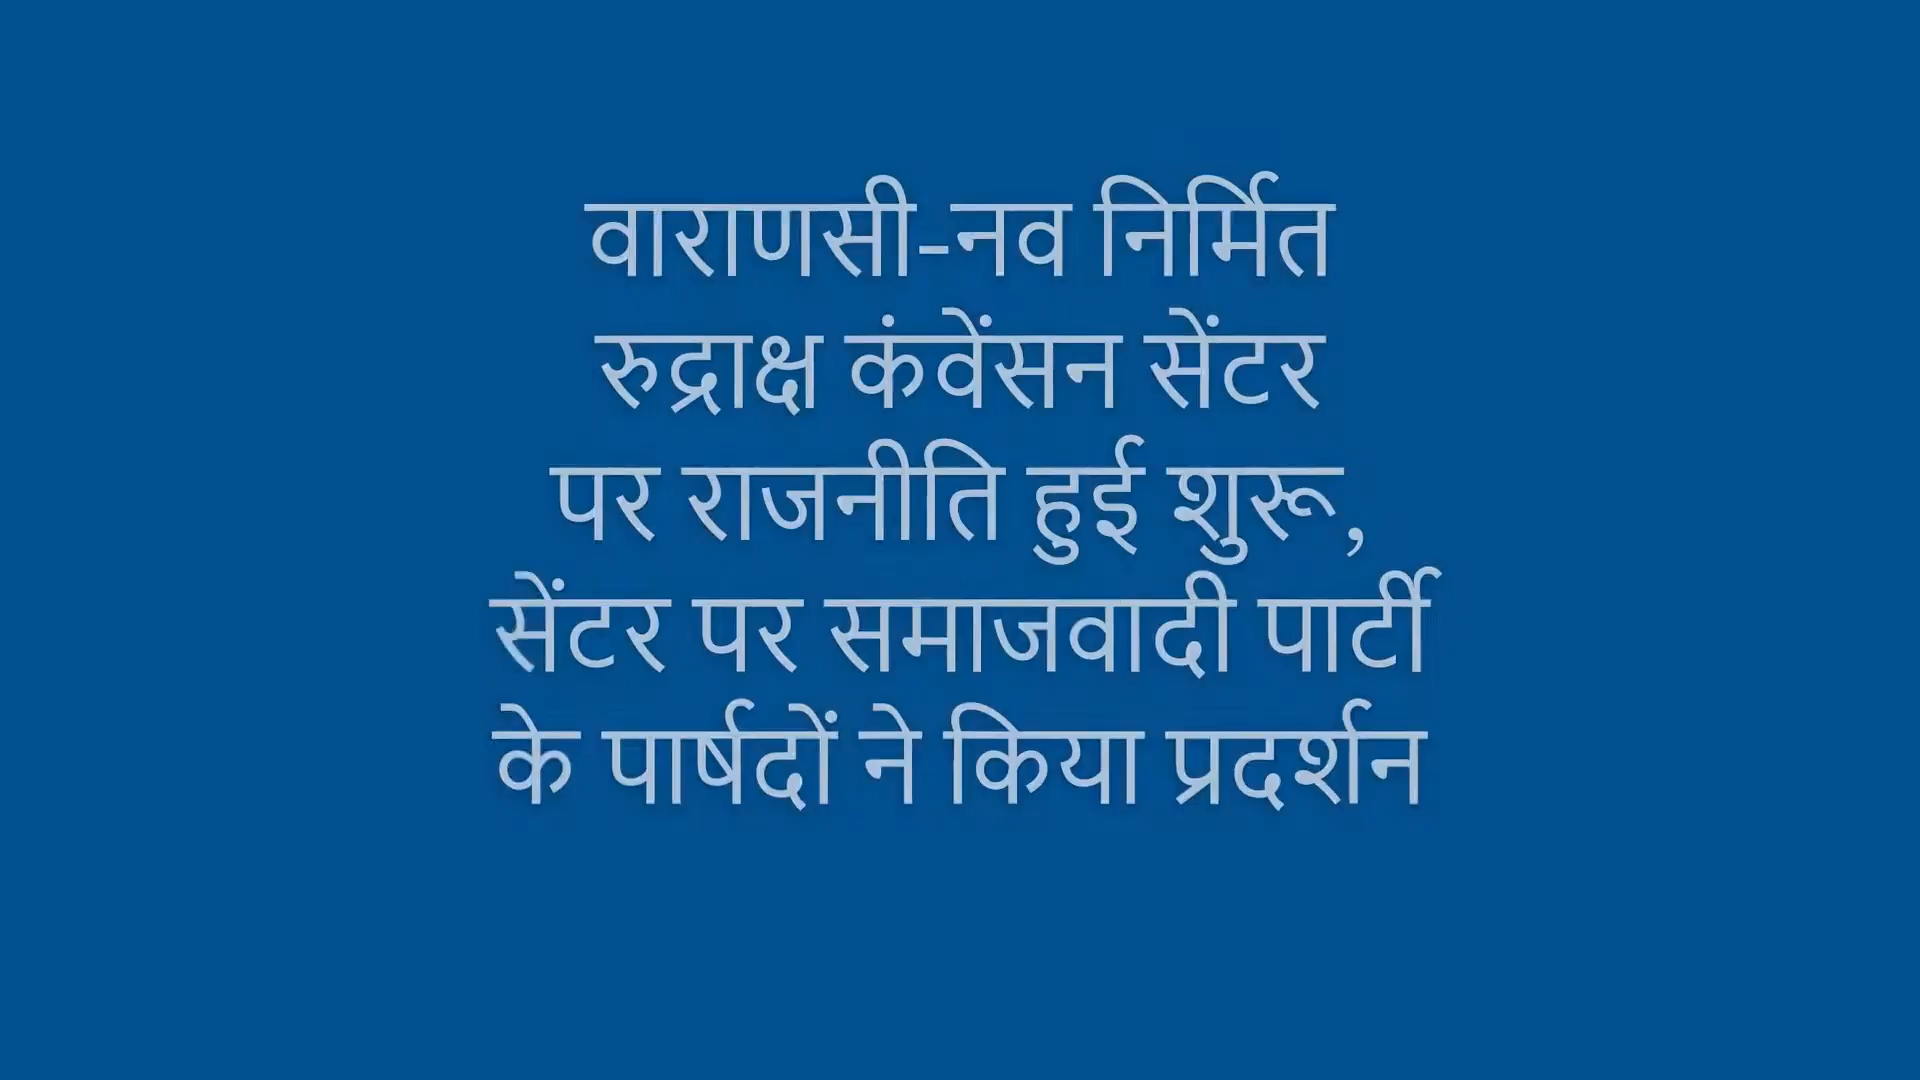 वाराणसी-नव निर्मित
रुद्राक्ष कंवेंसन सेंटर
पर राजनीति हुई शुरू,
सेंटर पर समाजवादी पार्टी
के पार्षदों ने किया प्रदर्शन